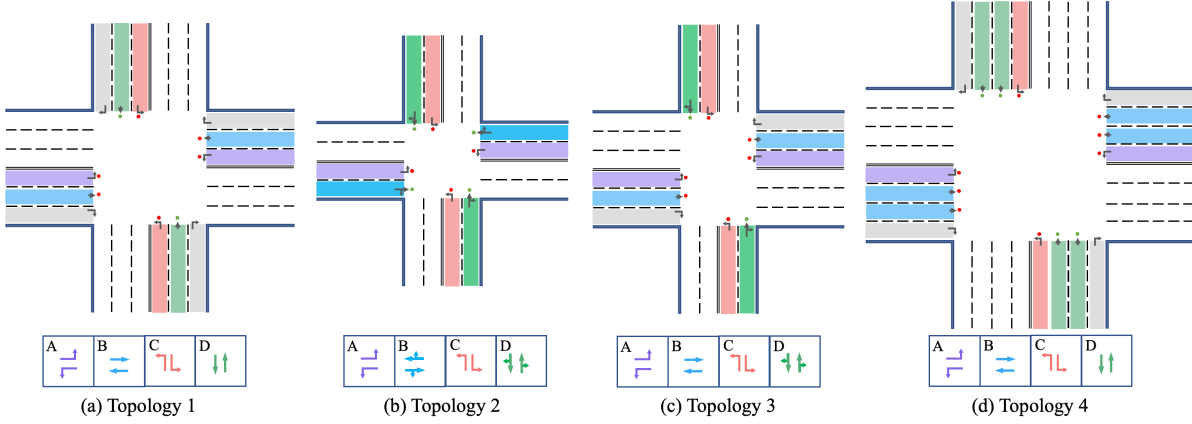 A B C D
A B C D
A B C D
A B C D
(a) Topology 1
(b) Topology 2
(c) Topology 3
(d) Topology 4